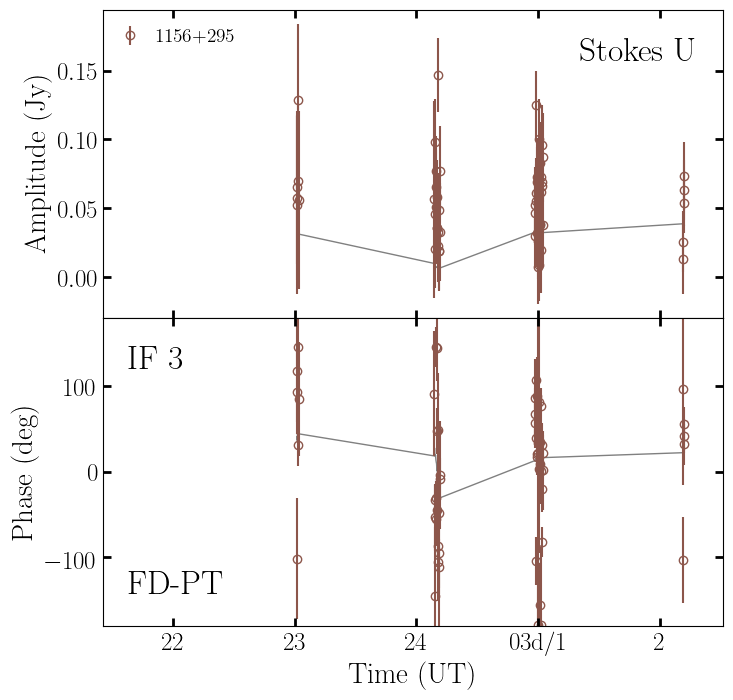 1156+295
Stokes U
Amplitude (Jy)
0.15
0.10
0.05
0.00
IF 3
Phase (deg)
100
0
−100
FD-PT
22 23 24 03d/1 2
Time (UT)